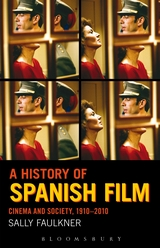 A HISTORY OF
SPANISH FILM
CINEMA AND SOCIETY, 1910–2010
SALLY FAULKNER
BLOOMSBURY